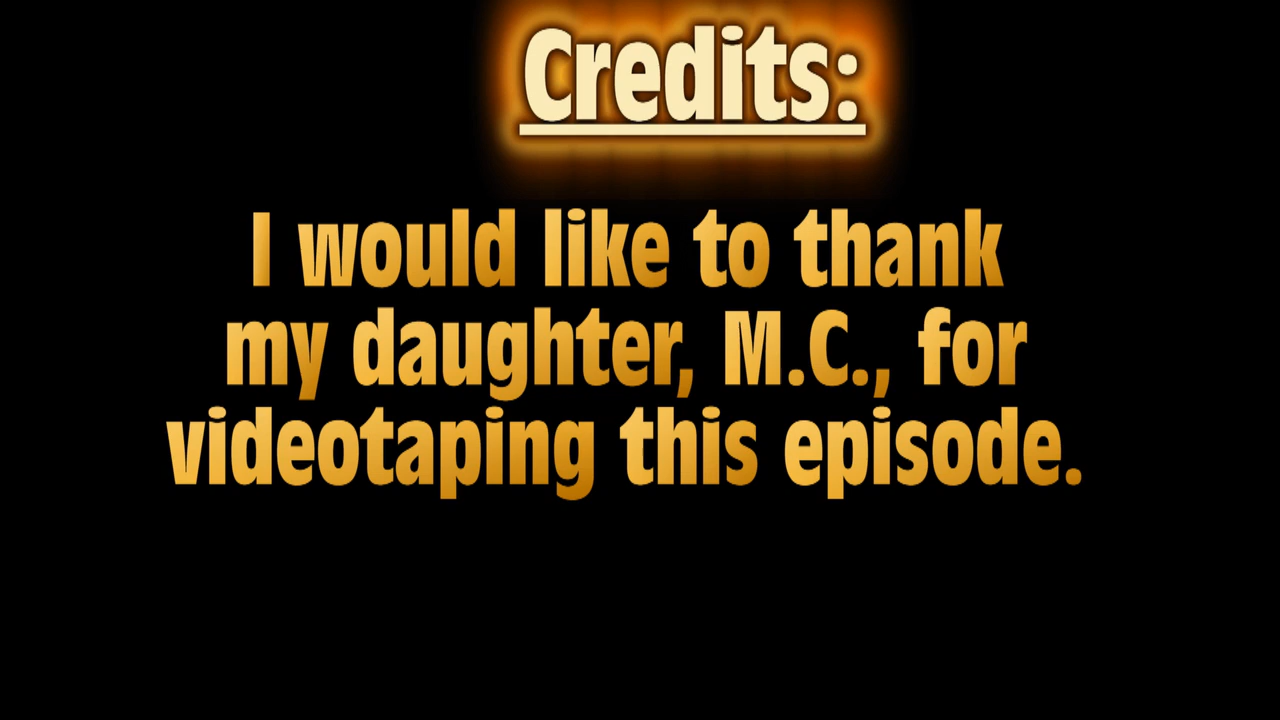 Credits:
I would like to thank
my daughter, M.C., for
videotaping this episode.